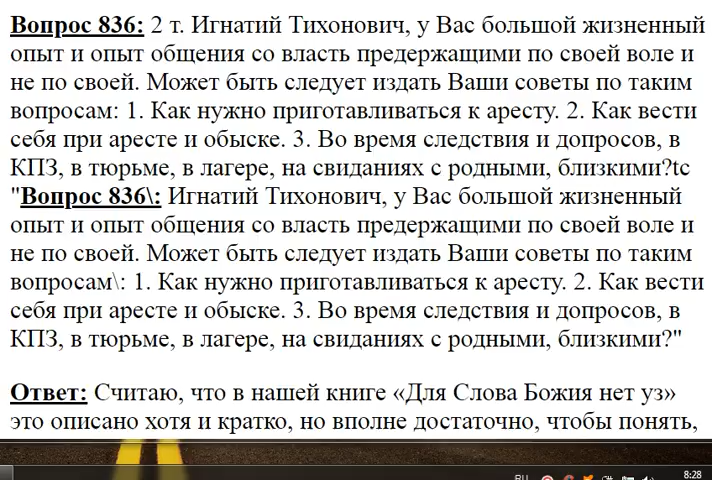 Вопрос 836: 2 т. Игнатий Тихонович, у Вас большой жизненный
опыт и опыт общения со власть предержащими по своей воле и
не по своей. Может быть следует издать Ваши советы по таким
вопросам: 1. Как нужно приготавливаться к аресту. 2. Как вести
себя при аресте и обыске. 3. Во время следствия и допросов, в
КПЗ, в тюрьме, в лагере, на свиданиях с родными, близкими?tc
"Вопрос 836\: Игнатий Тихонович, у Вас большой жизненный
опыт и опыт общения со власть предержащими по своей воле и
не по своей. Может быть следует издать Ваши советы по таким
вопросам\: 1. Как нужно приготавливаться к аресту. 2. Как вести
себя при аресте и обыске. 3. Во время следствия и допросов, в
КПЗ, в тюрьме, в лагере, на свиданиях с родными, близкими?"
Ответ: Считаю, что в нашей книге «Для Слова Божия нет уз»
это описано хотя и кратко, но вполне достаточно, чтобы понять,
RU 8:28